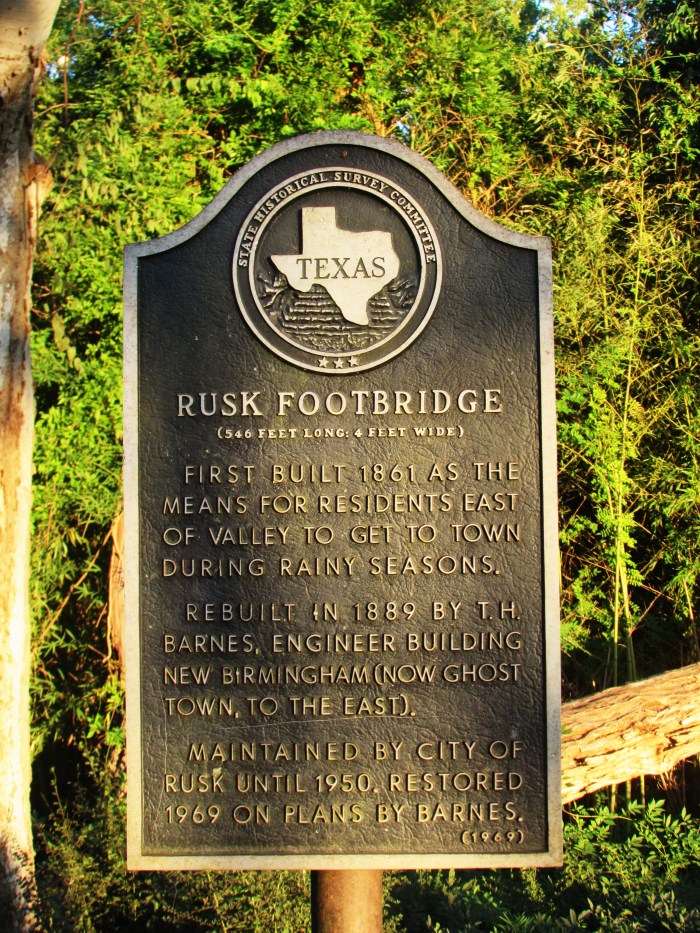 STATE HISTORICAL SURVEY COMMITTEE
TEXAS
RUSK FOOTBRIDGE
(546 FEET LONG; 4 FEET WIDE)
FIRST BUILT 1861 AS THE
MEANS FOR RESIDENTS EAST
OF VALLEY TO GET TO TOWN
DURING RAINY SEASONS.
REBUILT IN 1889 BY T.H.
BARNES, ENGINEER BUILDING
NEW BIRMINGHAM (NOW GHOST
TOWN, TO THE EAST).
MAINTAINED BY CITY OF
RUSK UNTIL 1950. RESTORED
1969 ON PLANS BY BARNES.
(1969)